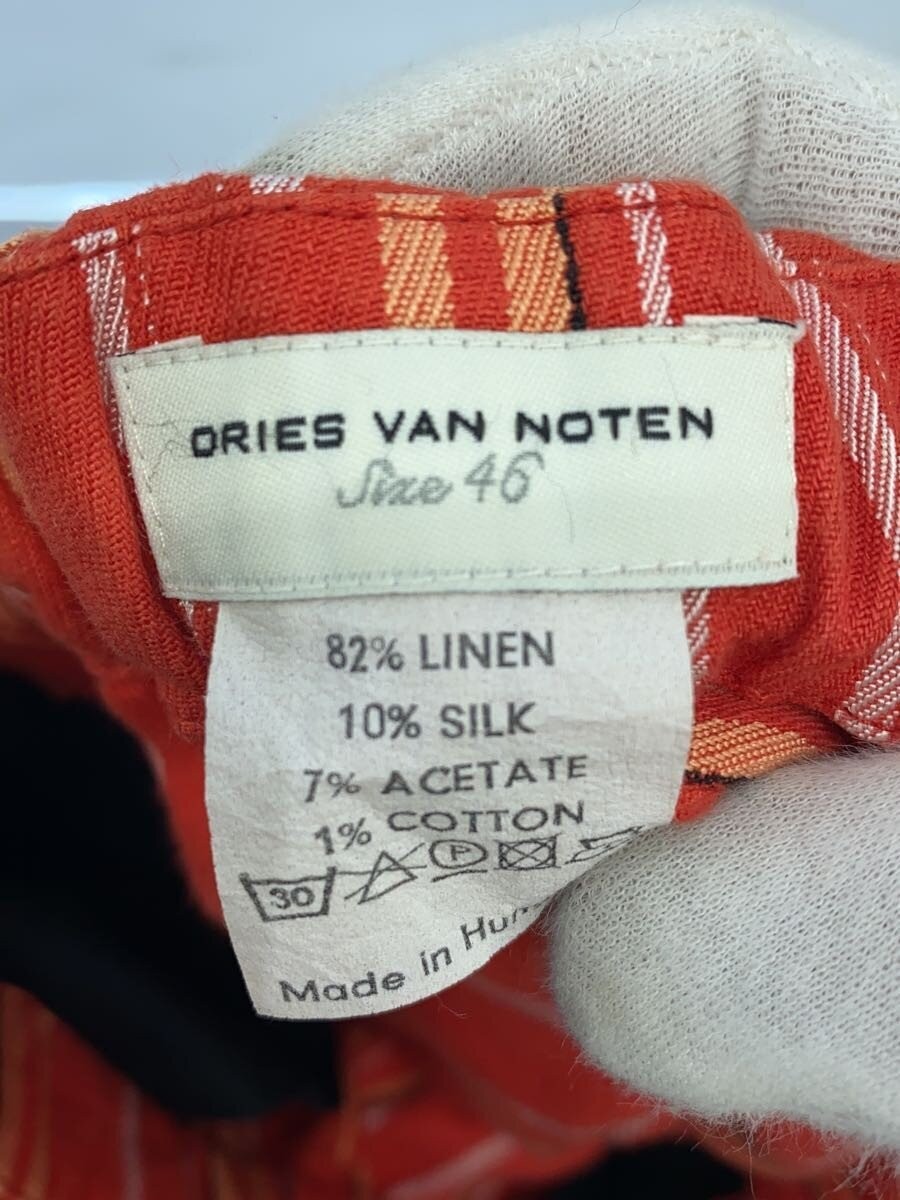 DRIES VAN NOTEN
Size 46
82% LINEN
10% SILK
7% ACETATE
1% COTTON
30 P
Made in